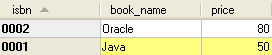 isbn book_name price
0002 Oracle 80
0001 Java 50